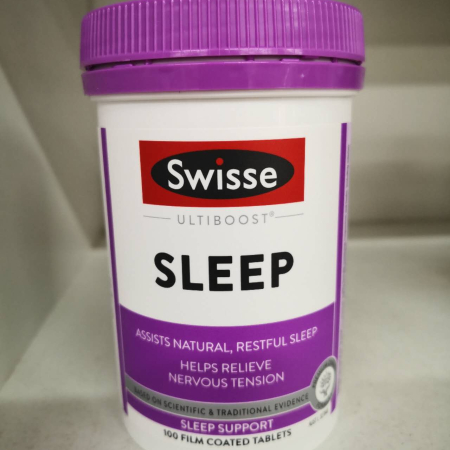 Swisse
ULTIBOOST®
SLEEP
ASSISTS NATURAL, RESTFUL SLEEP
HELPS RELIEVE
NERVOUS TENSION
BASED ON SCIENTIFIC & TRADITIONAL EVIDENCE
SLEEP SUPPORT
100 FILM COATED TABLETS